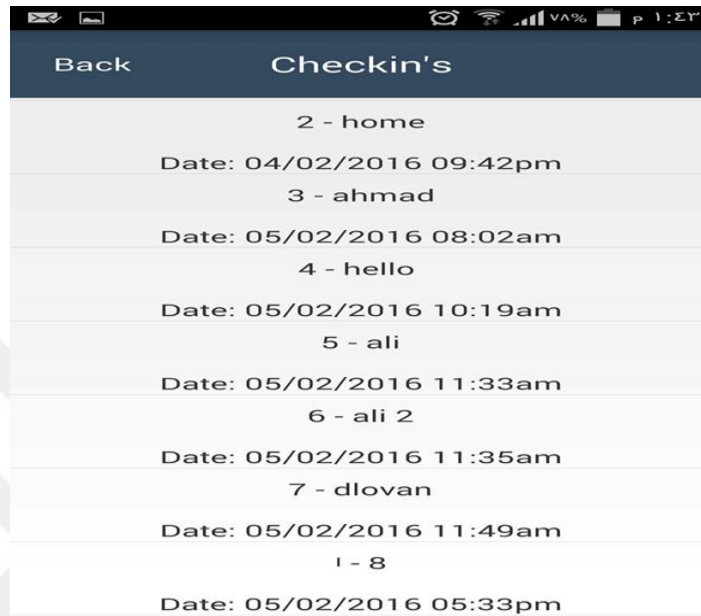 ٧٨% م ١:٤٣
Back Checkin's
2 - home
Date: 04/02/2016 09:42pm
3 - ahmad
Date: 05/02/2016 08:02am
4 - hello
Date: 05/02/2016 10:19am
5 - ali
Date: 05/02/2016 11:33am
6 - ali 2
Date: 05/02/2016 11:35am
7 - dlovan
Date: 05/02/2016 11:49am
ا - 8
Date: 05/02/2016 05:33pm